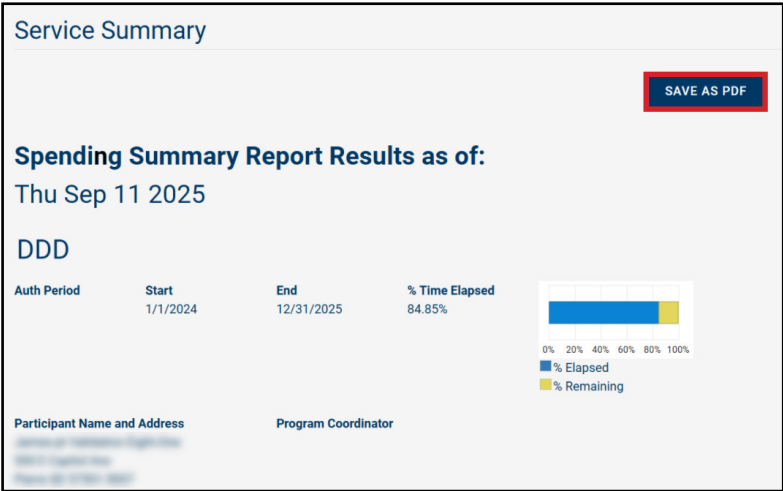 Service Summary
SAVE AS PDF
Spending Summary Report Results as of:
Thu Sep 11 2025
DDD
Auth Period Start End % Time Elapsed
1/1/2024 12/31/2025 84.85%
0% 20% 40% 60% 80% 100%
% Elapsed
% Remaining
Participant Name and Address Program Coordinator